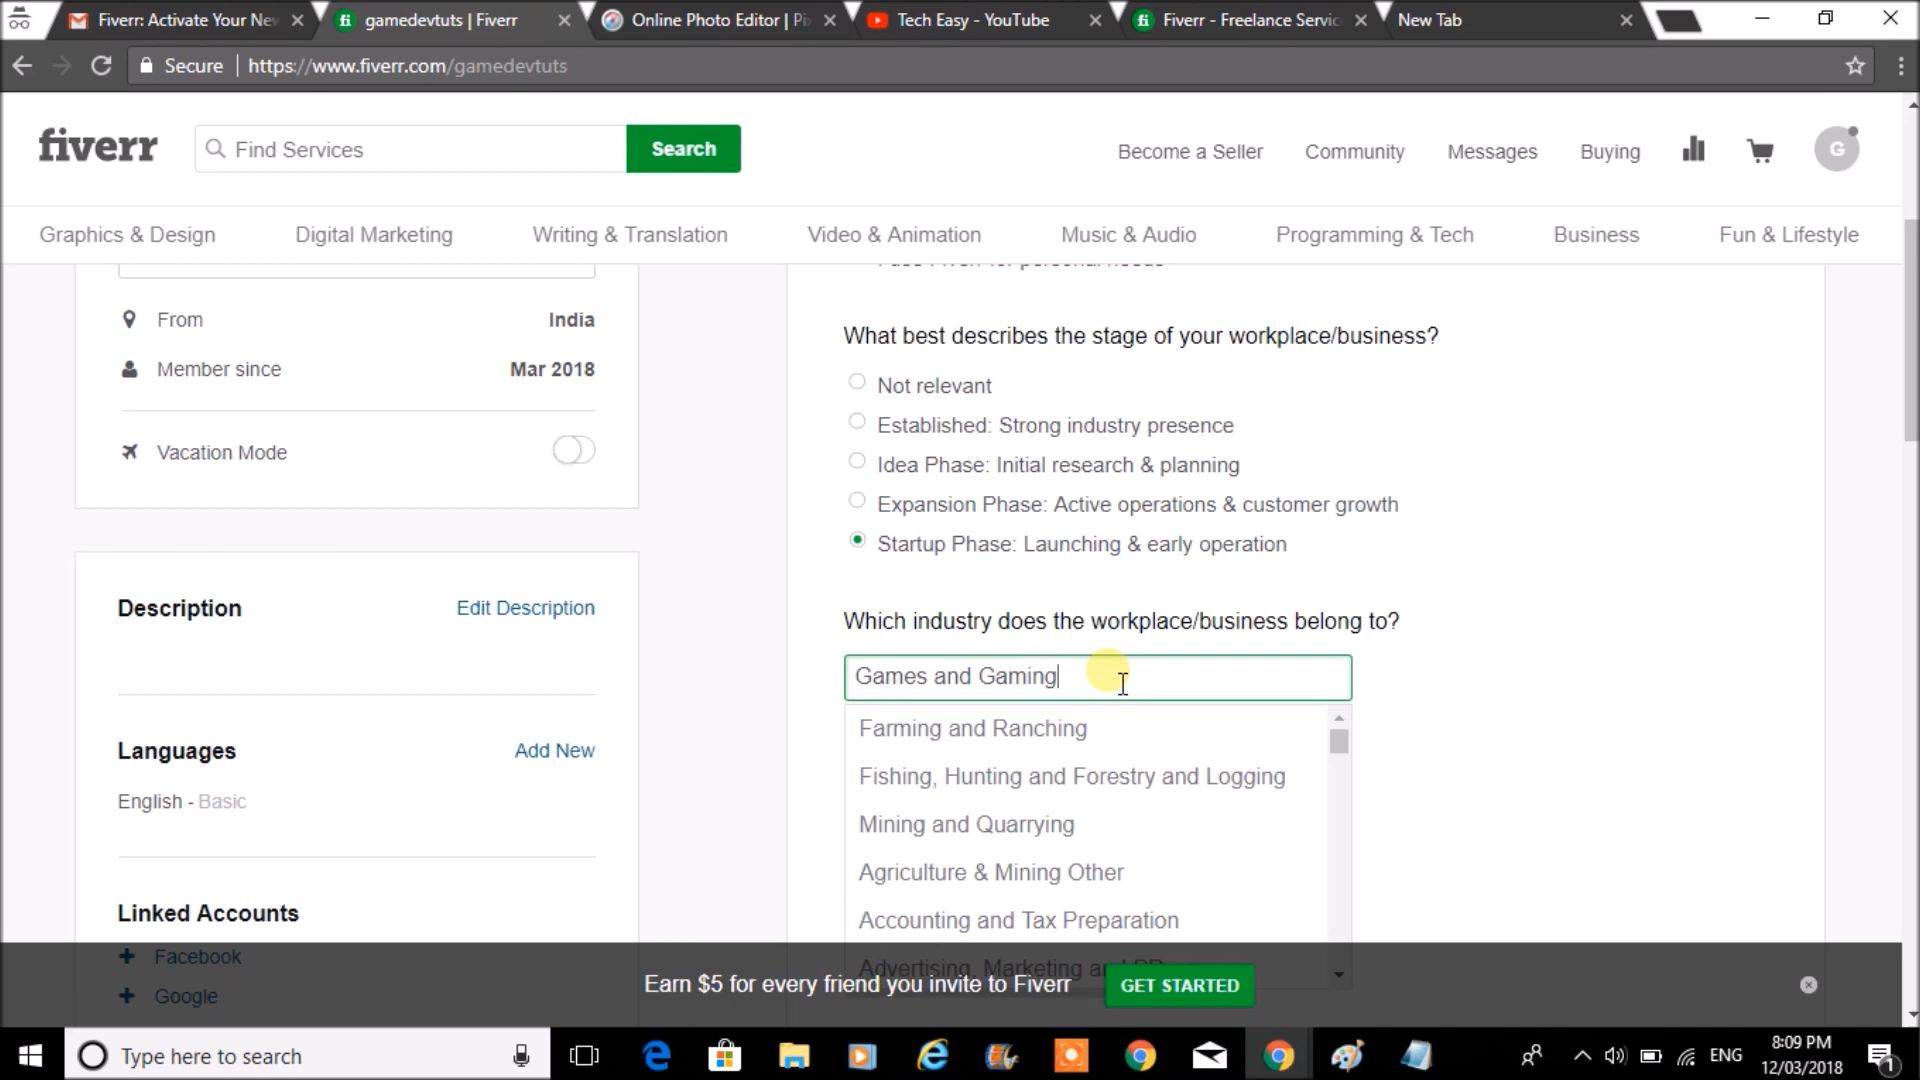 Fiverr: Activate Your Nev
gamedevtuts | Fiverr
Online Photo Editor | Pi
Tech Easy - YouTube
Fiverr - Freelance Servic
New Tab
Secure
https://www.fiverr.com/gamedevtuts
fiverr
Find Services
Search
Become a Seller
Community
Messages
Buying
G
Graphics & Design
Digital Marketing
Writing & Translation
Video & Animation
Music & Audio
Programming & Tech
Business
Fun & Lifestyle
From
India
Member since
Mar 2018
Vacation Mode
Description
Edit Description
Languages
Add New
English - Basic
Linked Accounts
Facebook
Google
What best describes the stage of your workplace/business?
Not relevant
Established: Strong industry presence
Idea Phase: Initial research & planning
Expansion Phase: Active operations & customer growth
Startup Phase: Launching & early operation
Which industry does the workplace/business belong to?
Games and Gaming
Farming and Ranching
Fishing, Hunting and Forestry and Logging
Mining and Quarrying
Agriculture & Mining Other
Accounting and Tax Preparation
Advertising, Marketing and PR
Earn $5 for every friend you invite to Fiverr
GET STARTED
Type here to search
ENG
8:09 PM
12/03/2018
1